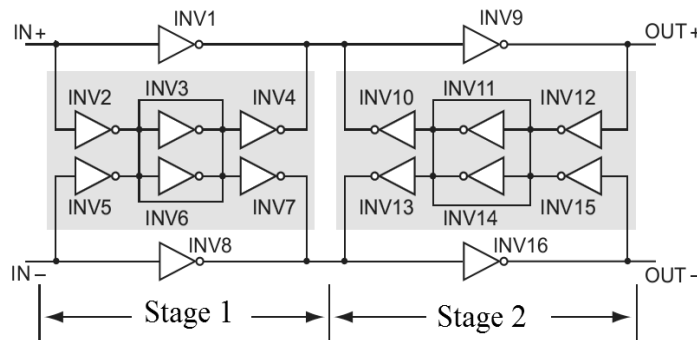 INV1 INV9
IN+ OUT+
INV2 INV3 INV4 INV10 INV11 INV12
INV5 INV6 INV7 INV13 INV14 INV15
INV8 INV16
IN− OUT−
Stage 1 Stage 2